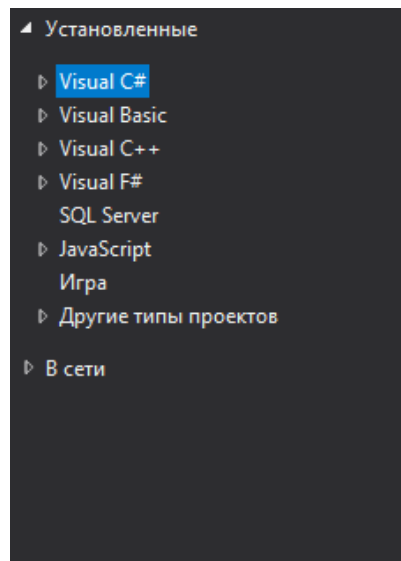 Установленные
Visual C#
Visual Basic
Visual C++
Visual F#
SQL Server
JavaScript
Игра
Другие типы проектов
В сети